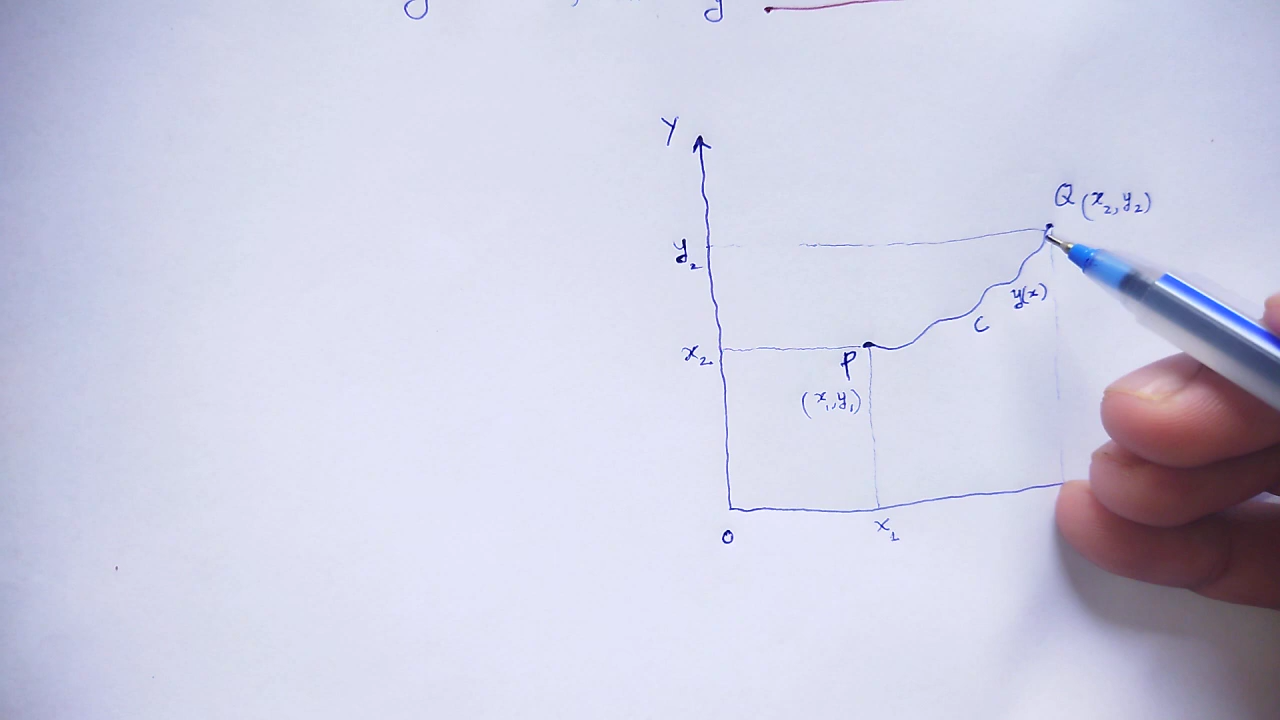 Y
Q (x₂, y₂)
y₂
y(x)
C
x₂
P
(x₁, y₁)
x₁
0